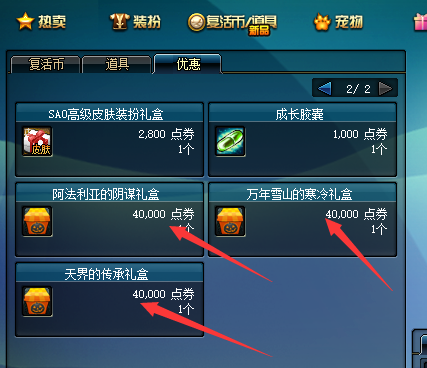 热卖
装扮
复活币/道具
新品
宠物
复活币
道具
优惠
2/ 2
SAO高级皮肤装扮礼盒
2,800 点券
1个
皮肤
成长胶囊
1,000 点券
1个
阿法利亚的阴谋礼盒
40,000 点券
1个
万年雪山的寒冷礼盒
40,000 点券
1个
天界的传承礼盒
40,000 点券
1个